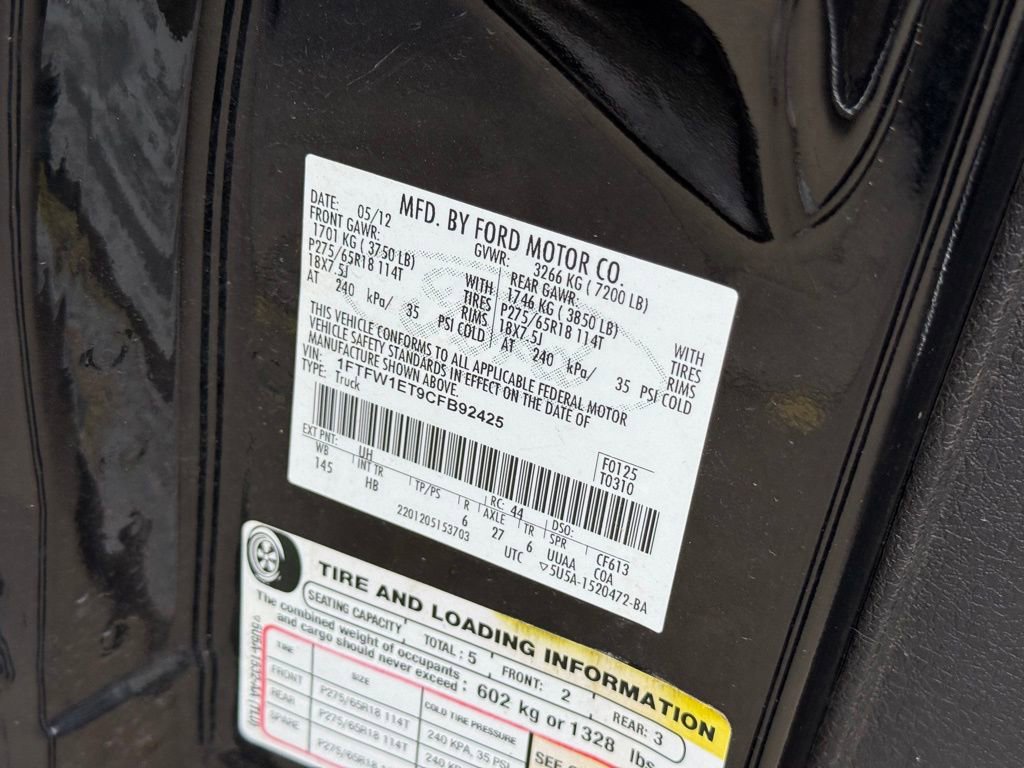 MFD. BY FORD MOTOR CO.
DATE: 05/12 GVWR: 3266 KG ( 7200 LB)
FRONT GAWR: REAR GAWR:
1701 KG ( 3750 LB) WITH 1746 KG ( 3850 LB) WITH
P275/65R18 114T TIRES P275/65R18 114T TIRES
18X7.5J RIMS 18X7.5J RIMS
AT 240 kPa/ 35 PSI COLD AT 240 kPa/ 35 PSI COLD
THIS VEHICLE CONFORMS TO ALL APPLICABLE FEDERAL MOTOR
VEHICLE SAFETY STANDARDS IN EFFECT ON THE DATE OF
MANUFACTURE SHOWN ABOVE.
VIN: 1FTFW1ET9CFB92425
TYPE: Truck
F0125
T0310
EXT PNT: UH RC: 44 DSO:
WB INT TR TP/PS R AXLE TR SPR CF613
145 HB 6 27 6 UUAA COA
2201205153703 UTC ▽5U5A-1520472-BA
TIRE AND LOADING INFORMATION
SEATING CAPACITY TOTAL : 5 FRONT: 2 REAR: 3
The combined weight of occupants
and cargo should never exceed : 602 kg or 1328 lbs
TIRE SIZE COLD TIRE PRESSURE
FRONT P275/65R18 114T 240 KPA, 35 PSI
REAR P275/65R18 114T
SPARE P275/65R18 114T
SEE